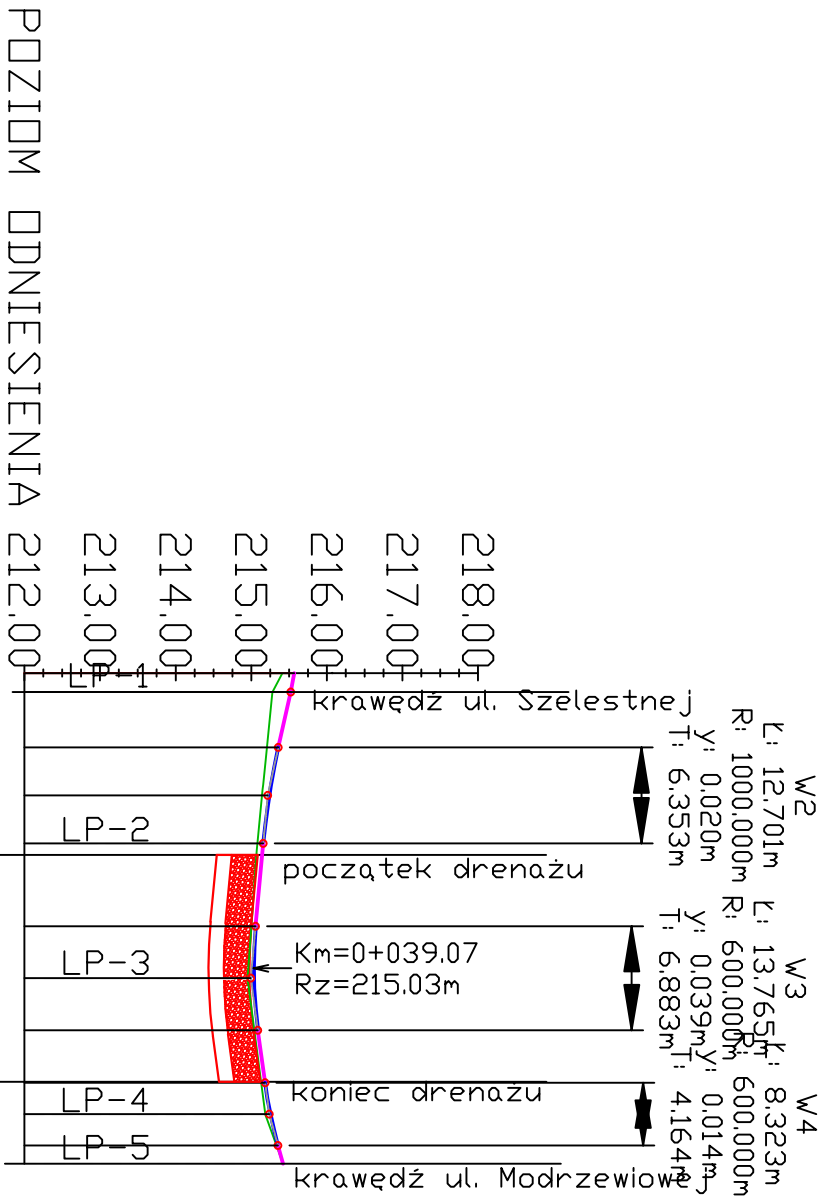 POZIOM ODNIESIENIA 212.00
213.00
214.00
215.00
216.00
217.00
218.00
LP-1
krawędź ul. Szelestnej
W2
Ł: 12.701m
R: 1000.000m
y: 0.020m
T: 6.353m
LP-2
początek drenażu
W3
Ł: 13.765m
R: 600.000m
y: 0.039m
T: 6.883m
LP-3
Km=0+039.07
Rz=215.03m
W4
Ł: 8.323m
R: 600.000m
y: 0.014m
T: 4.164m
LP-4
koniec drenażu
LP-5
krawędź ul. Modrzewiowej